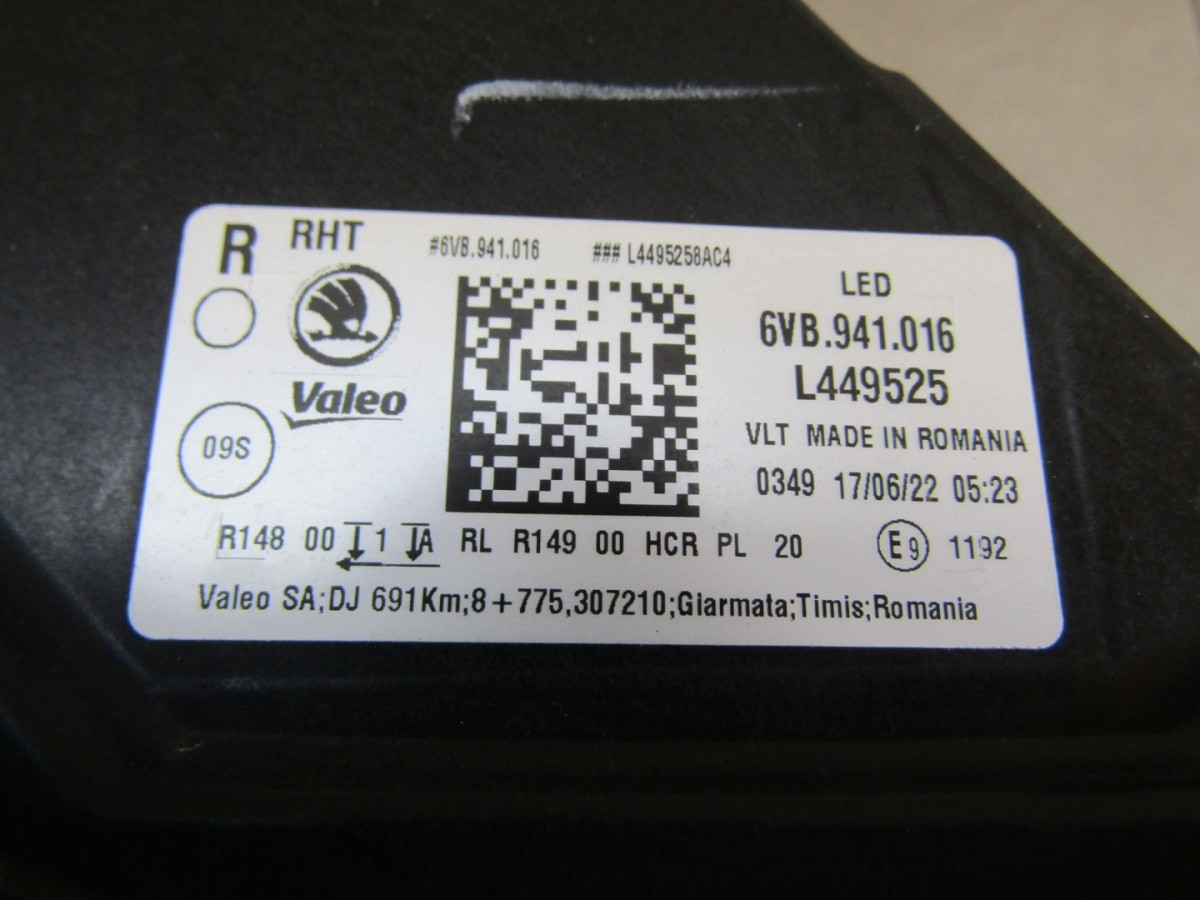 R RHT #6VB.941.016 ### L4495258AC4
LED
6VB.941.016
Valeo
L449525
09S
VLT MADE IN ROMANIA
0349 17/06/22 05:23
R148 00 1 A RL R149 00 HCR PL 20 E9 1192
Valeo SA;DJ 691Km;8+775,307210;Giarmata;Timis;Romania